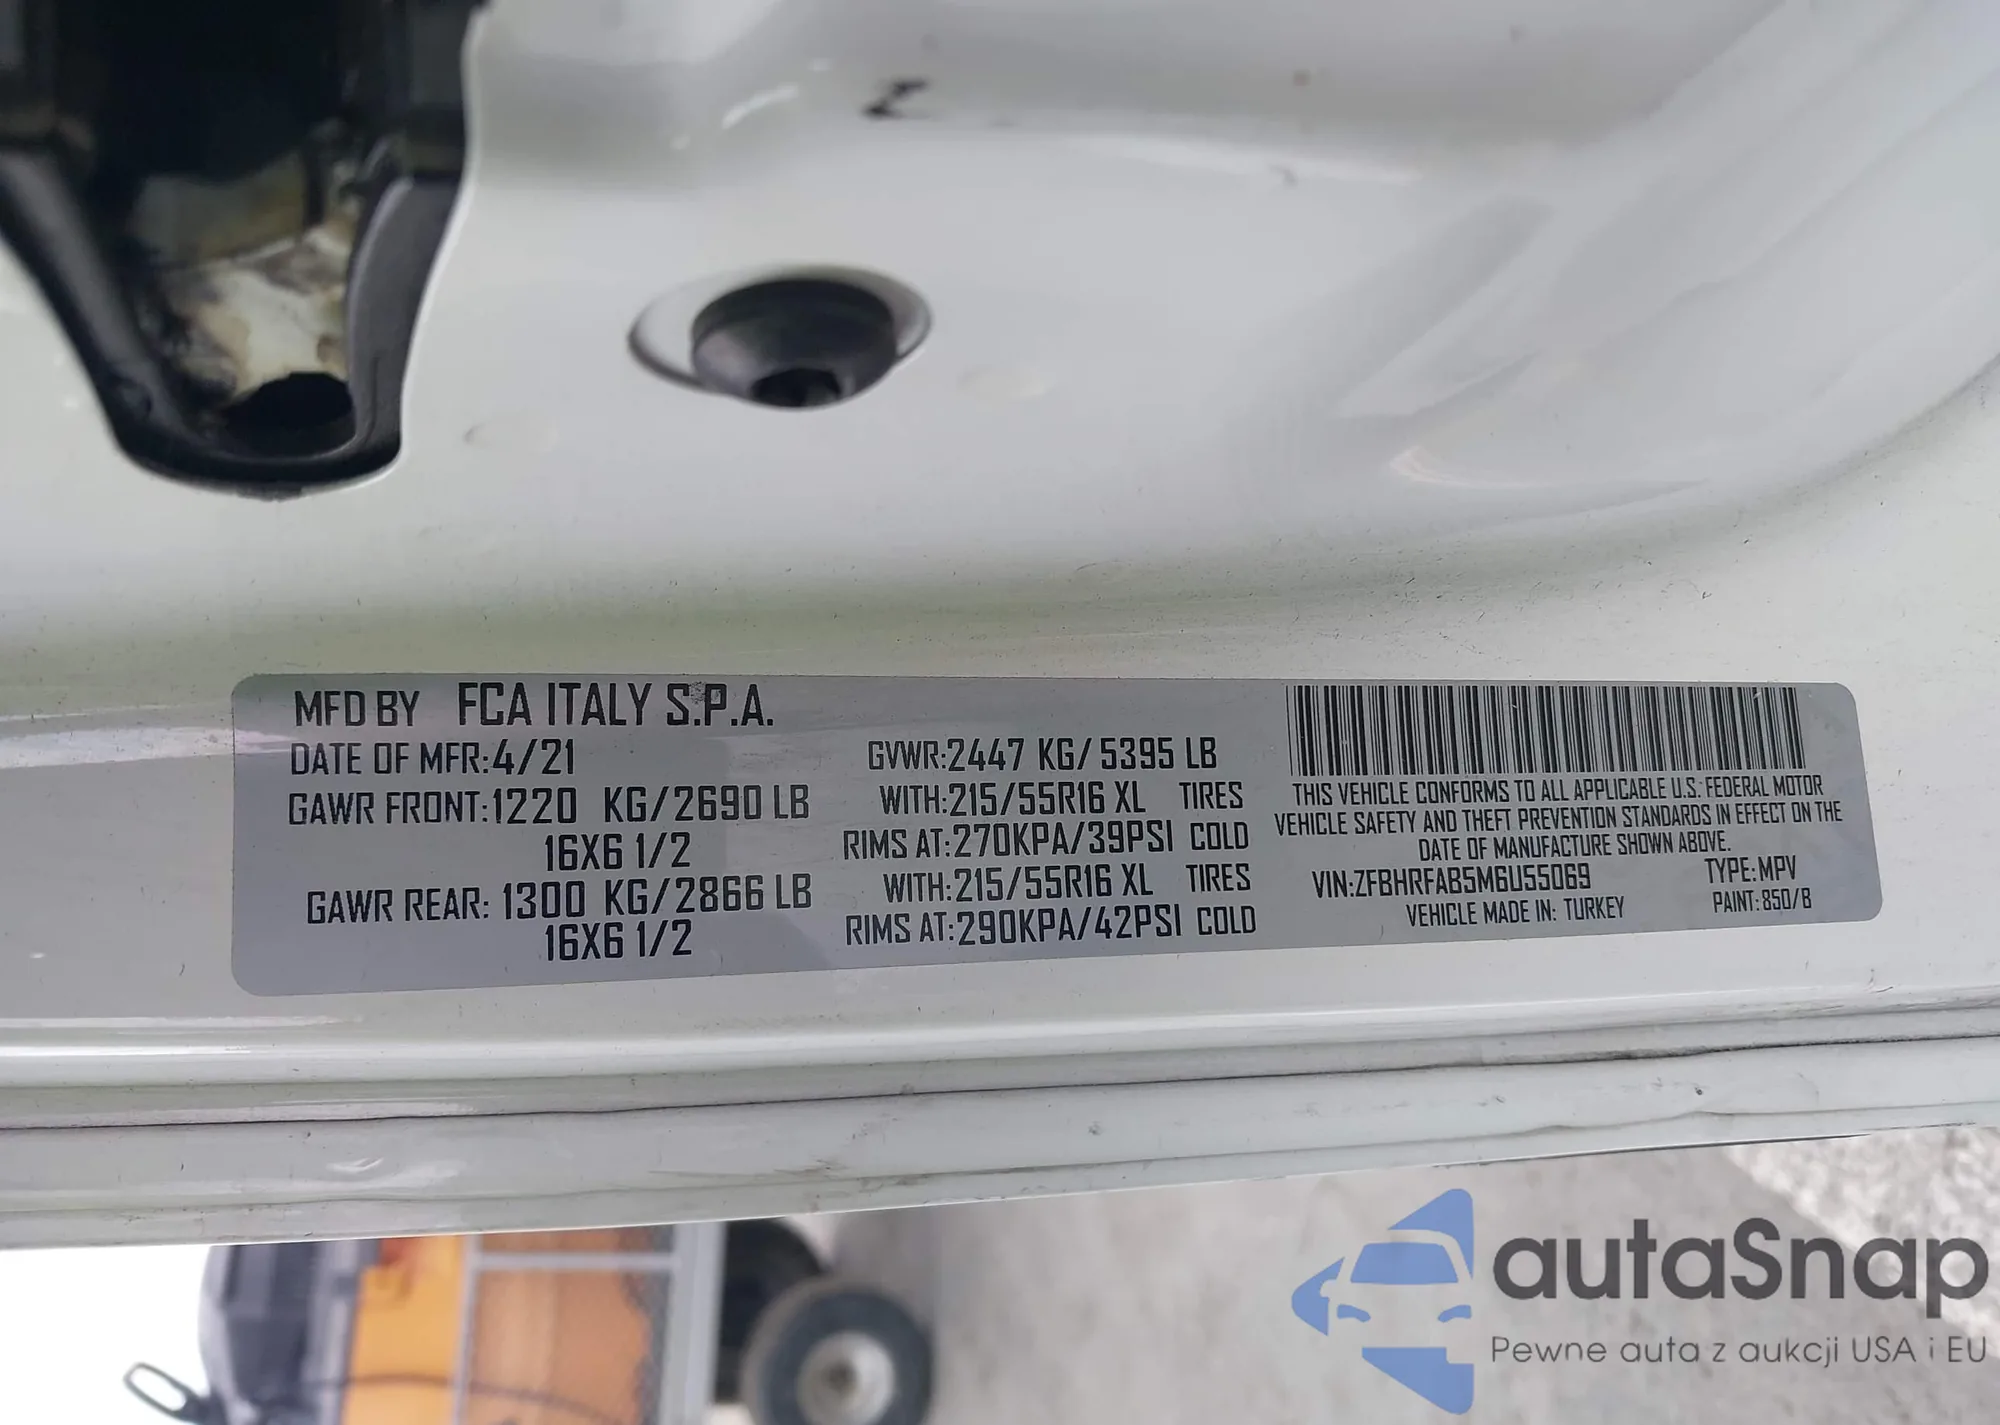 MFD BY FCA ITALY S.P.A.
DATE OF MFR:4/21
GAWR FRONT:1220 KG/2690 LB
16X6 1/2
GAWR REAR: 1300 KG/2866 LB
16X6 1/2
GVWR:2447 KG/ 5395 LB
WITH:215/55R16 XL TIRES
RIMS AT:270KPA/39PSI COLD
WITH:215/55R16 XL TIRES
RIMS AT:290KPA/42PSI COLD
THIS VEHICLE CONFORMS TO ALL APPLICABLE U.S. FEDERAL MOTOR
VEHICLE SAFETY AND THEFT PREVENTION STANDARDS IN EFFECT ON THE
DATE OF MANUFACTURE SHOWN ABOVE.
VIN:ZFBHRFAB5M6U55069 TYPE:MPV
VEHICLE MADE IN: TURKEY PAINT:850/B
autaSnap
Pewne auta z aukcji USA i EU